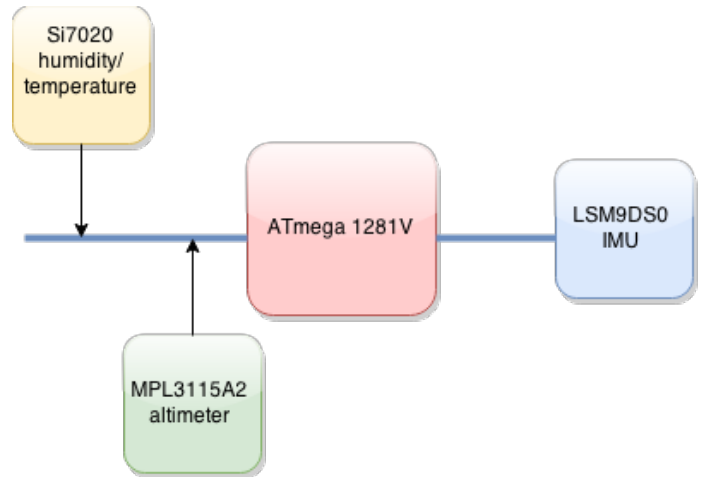 Si7020
humidity/
temperature
ATmega 1281V
LSM9DS0
IMU
MPL3115A2
altimeter